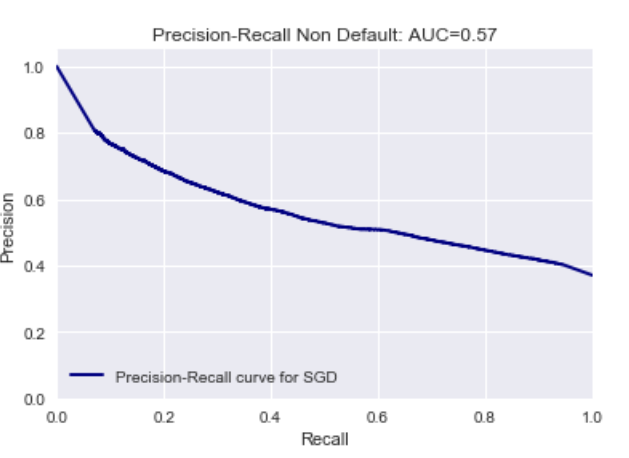 Precision-Recall Non Default: AUC=0.57
1.0
0.8
0.6
0.4
0.2
0.0
Precision
Precision-Recall curve for SGD
0.0 0.2 0.4 0.6 0.8 1.0
Recall